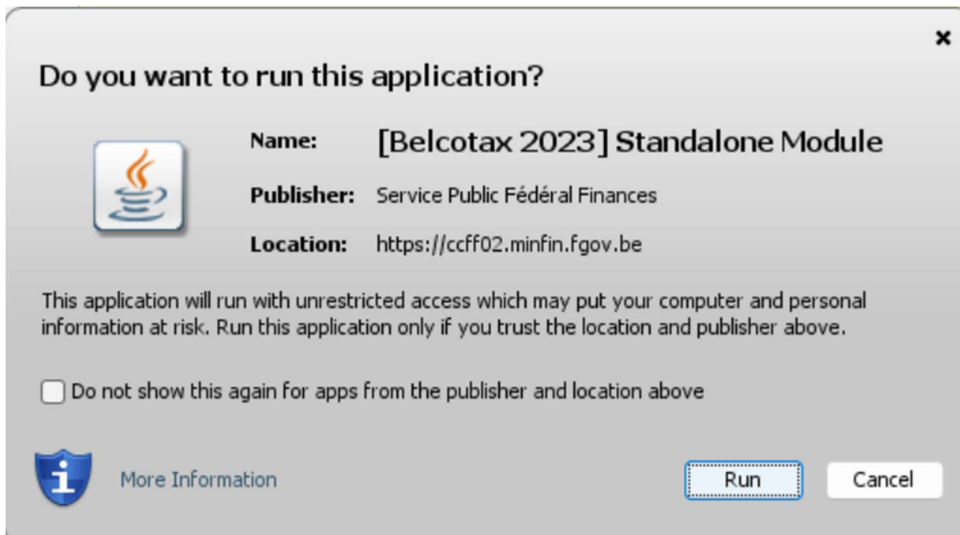 Do you want to run this application?
Name: [Belcotax 2023] Standalone Module
Publisher: Service Public Fédéral Finances
Location: https://ccff02.minfin.fgov.be
This application will run with unrestricted access which may put your computer and personal
information at risk. Run this application only if you trust the location and publisher above.
Do not show this again for apps from the publisher and location above
More Information
Run
Cancel